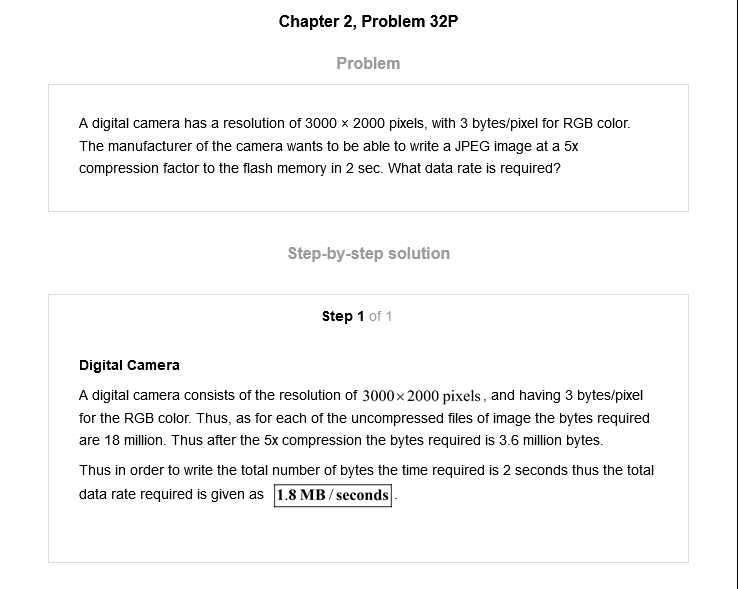 Chapter 2, Problem 32P
Problem
A digital camera has a resolution of 3000 × 2000 pixels, with 3 bytes/pixel for RGB color.
The manufacturer of the camera wants to be able to write a JPEG image at a 5x
compression factor to the flash memory in 2 sec. What data rate is required?
Step-by-step solution
Step 1 of 1
Digital Camera
A digital camera consists of the resolution of 3000×2000 pixels, and having 3 bytes/pixel
for the RGB color. Thus, as for each of the uncompressed files of image the bytes required
are 18 million. Thus after the 5x compression the bytes required is 3.6 million bytes.
Thus in order to write the total number of bytes the time required is 2 seconds thus the total
data rate required is given as 1.8 MB/seconds.